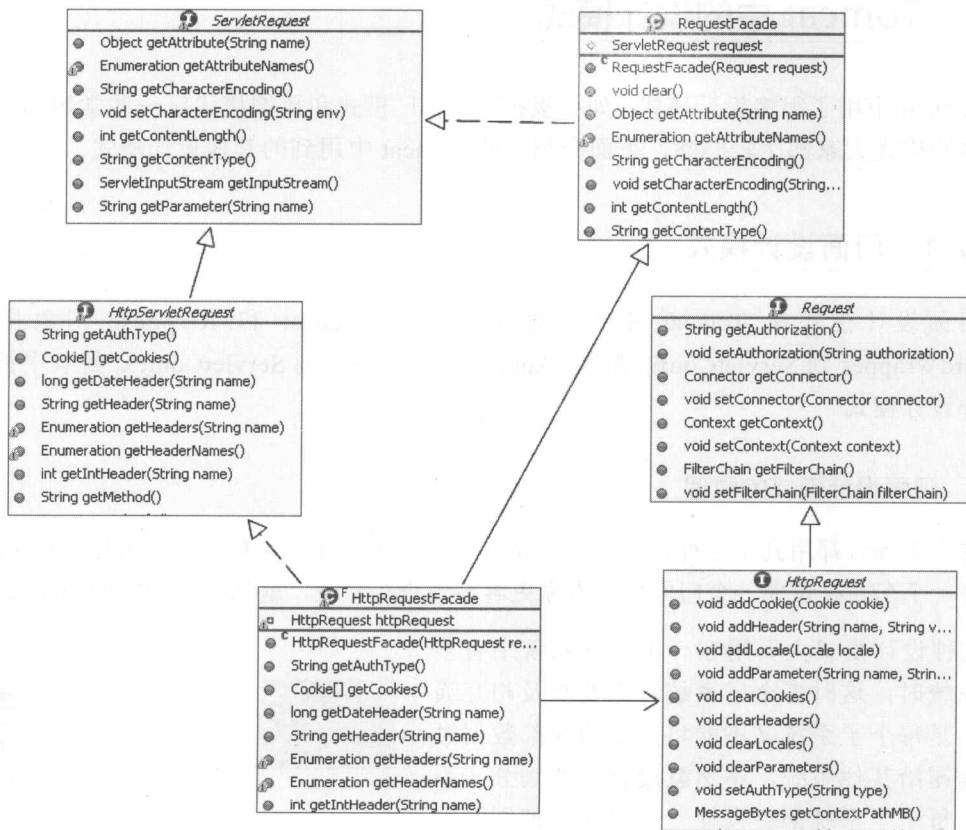 ServletRequest
Object getAttribute(String name)
Enumeration getAttributeNames()
String getCharacterEncoding()
void setCharacterEncoding(String env)
int getContentLength()
String getContentType()
ServletInputStream getInputStream()
String getParameter(String name)
RequestFacade
ServletRequest request
RequestFacade(Request request)
void clear()
Object getAttribute(String name)
Enumeration getAttributeNames()
String getCharacterEncoding()
void setCharacterEncoding(String...
int getContentLength()
String getContentType()
HttpServletRequest
String getAuthType()
Cookie[] getCookies()
long getDateHeader(String name)
String getHeader(String name)
Enumeration getHeaders(String name)
Enumeration getHeaderNames()
int getIntHeader(String name)
String getMethod()
Request
String getAuthorization()
void setAuthorization(String authorization)
Connector getConnector()
void setConnector(Connector connector)
Context getContext()
void setContext(Context context)
FilterChain getFilterChain()
void setFilterChain(FilterChain filterChain)
HttpRequestFacade
HttpRequest httpRequest
HttpRequestFacade(HttpRequest re...
String getAuthType()
Cookie[] getCookies()
long getDateHeader(String name)
String getHeader(String name)
Enumeration getHeaders(String name)
Enumeration getHeaderNames()
int getIntHeader(String name)
HttpRequest
void addCookie(Cookie cookie)
void addHeader(String name, String v...
void addLocale(Locale locale)
void addParameter(String name, Strin...
void clearCookies()
void clearHeaders()
void clearLocales()
void clearParameters()
void setAuthType(String type)
MessageBytes getContextPathMB()